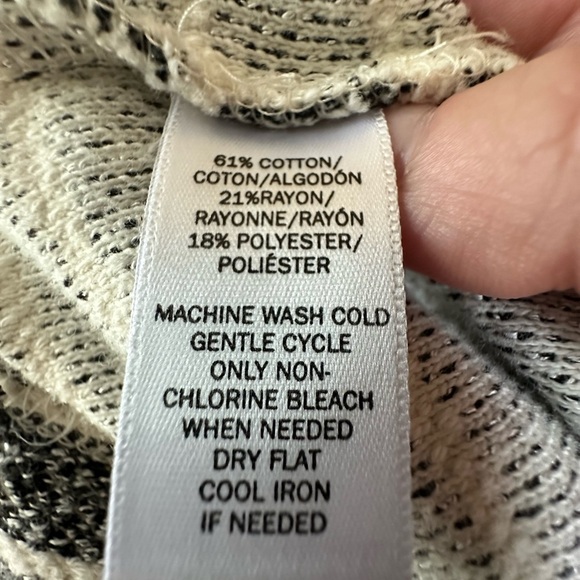 61% COTTON/
COTON/ALGODÓN
21%RAYON/
RAYONNE/RAYÓN
18% POLYESTER/
POLIÉSTER
MACHINE WASH COLD
GENTLE CYCLE
ONLY NON-
CHLORINE BLEACH
WHEN NEEDED
DRY FLAT
COOL IRON
IF NEEDED